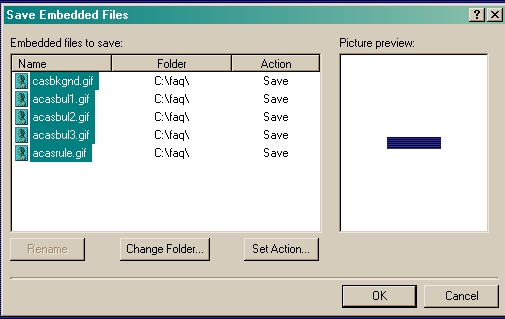 Save Embedded Files
Embedded files to save:
Picture preview:
Name Folder Action
casbkgnd.gif C:\faq\ Save
acasbul1.gif C:\faq\ Save
acasbul2.gif C:\faq\ Save
acasbul3.gif C:\faq\ Save
acasrule.gif C:\faq\ Save
Rename Change Folder... Set Action...
OK Cancel